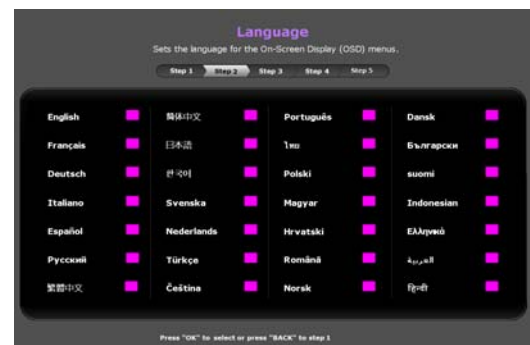 Language
Sets the language for the On-Screen Display (OSD) menus.
Step 1 Step 2 Step 3 Step 4 Step 5
English 簡体中文 Português Dansk
Français 日本語 ไทย Български
Deutsch 한국어 Polski suomi
Italiano Svenska Magyar Indonesian
Español Nederlands Hrvatski Ελληνικά
Русский Türkçe Română العربية
繁體中文 Čeština Norsk हिन्दी
Press "OK" to select or press "BACK" to step 1